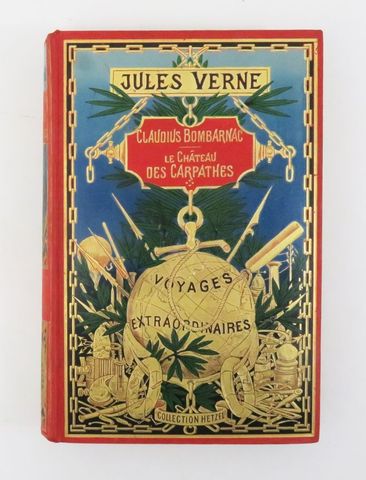 JULES VERNE
CLAUDIUS BOMBARNAC
LE CHÂTEAU
DES CARPATHES
VOYAGES
EXTRAORDINAIRES
COLLECTION HETZEL